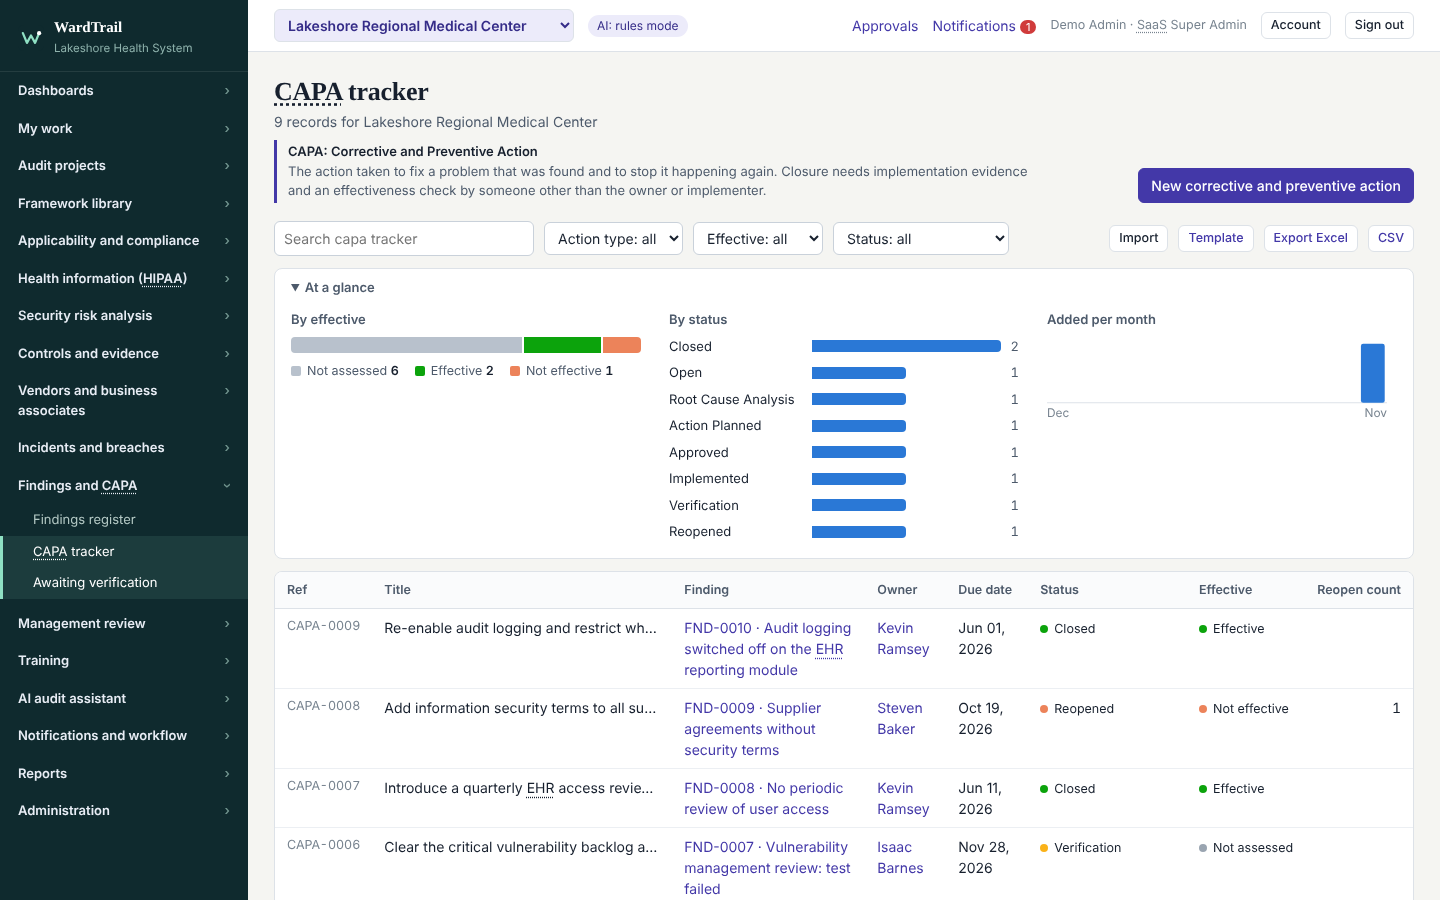 WardTrail
Lakeshore Health System
Dashboards
My work
Audit projects
Framework library
Applicability and compliance
Health information (HIPAA)
Security risk analysis
Controls and evidence
Vendors and business
associates
Incidents and breaches
Findings and CAPA
Findings register
CAPA tracker
Awaiting verification
Management review
Training
AI audit assistant
Notifications and workflow
Reports
Administration
Lakeshore Regional Medical Center
AI: rules mode
Approvals
Notifications 1
Demo Admin · SaaS Super Admin
Account
Sign out
CAPA tracker
9 records for Lakeshore Regional Medical Center
CAPA: Corrective and Preventive Action
The action taken to fix a problem that was found and to stop it happening again. Closure needs implementation evidence
and an effectiveness check by someone other than the owner or implementer.
New corrective and preventive action
Search capa tracker
Action type: all
Effective: all
Status: all
Import
Template
Export Excel
CSV
At a glance
By effective
Not assessed 6
Effective 2
Not effective 1
By status
Closed 2
Open 1
Root Cause Analysis 1
Action Planned 1
Approved 1
Implemented 1
Verification 1
Reopened 1
Added per month
Dec
Nov
Ref Title Finding Owner Due date Status Effective Reopen count
CAPA-0009 Re-enable audit logging and restrict wh... FND-0010 · Audit logging Kevin Jun 01, Closed Effective
switched off on the EHR Ramsey 2026
reporting module
CAPA-0008 Add information security terms to all su... FND-0009 · Supplier Steven Oct 19, Reopened Not effective 1
agreements without Baker 2026
security terms
CAPA-0007 Introduce a quarterly EHR access revie... FND-0008 · No periodic Kevin Jun 11, Closed Effective
review of user access Ramsey 2026
CAPA-0006 Clear the critical vulnerability backlog a... FND-0007 · Vulnerability Isaac Nov 28, Verification Not assessed
management review: test Barnes 2026
failed